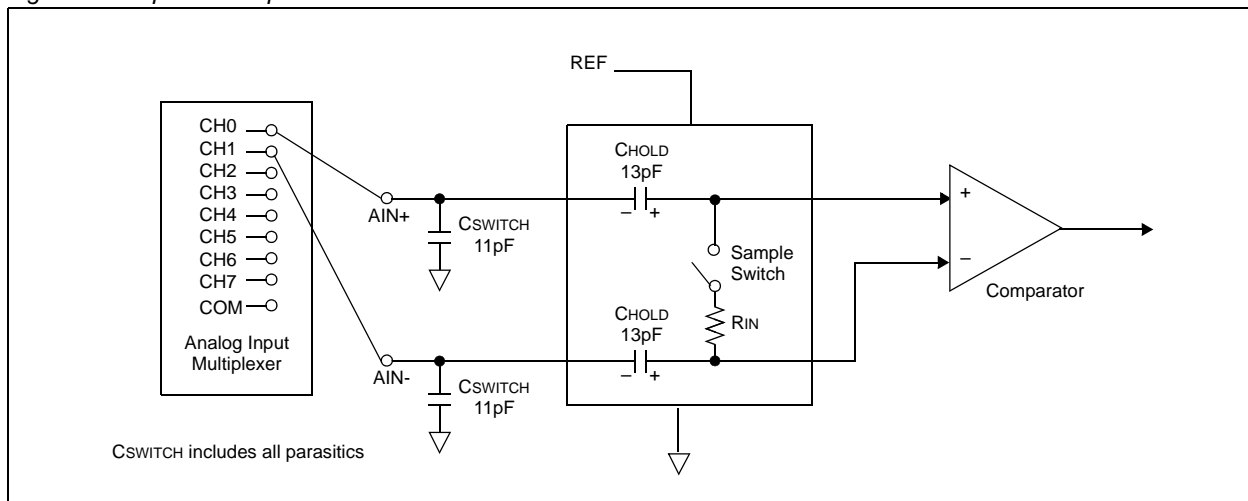 REF
CH0
CH1
CH2
CH3
CH4
CH5
CH6
CH7
COM
Analog Input
Multiplexer
AIN+
CSWITCH
11pF
CHOLD
13pF
– +
Sample
Switch
RIN
CHOLD
13pF
– +
AIN-
CSWITCH
11pF
+
–
Comparator
CSWITCH includes all parasitics